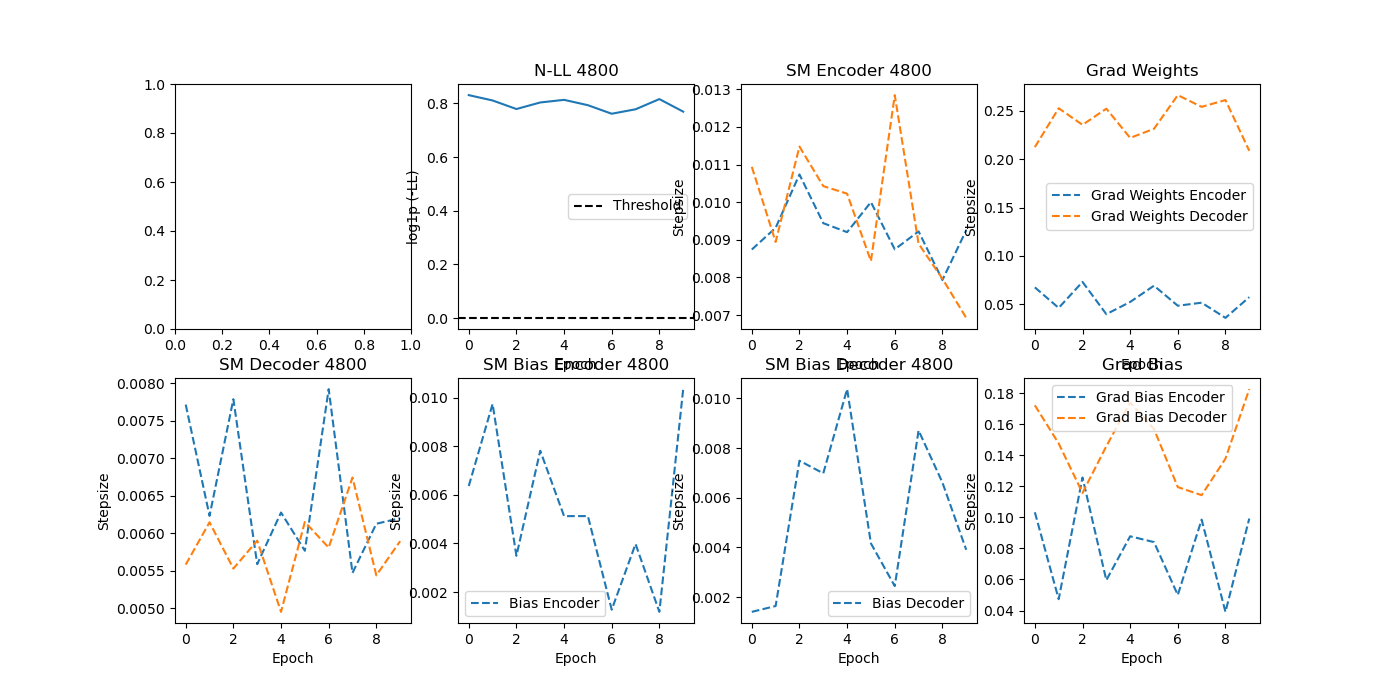 N-LL 4800
SM Encoder 4800
Grad Weights
1.0
0.8
0.6
0.4
0.2
0.0
0.0 0.2 0.4 0.6 0.8 1.0
log1p (-LL)
0.8
0.6
0.4
0.2
0.0
Threshold
0 2 4 6 8
Epoch
Stepsize
0.013
0.012
0.011
0.010
0.009
0.008
0.007
0 2 4 6 8
Epoch
Stepsize
0.25
0.20
0.15
0.10
0.05
Grad Weights Encoder
Grad Weights Decoder
0 2 4 6 8
Epoch
SM Decoder 4800
SM Bias Encoder 4800
SM Bias Decoder 4800
Grad Bias
Stepsize
0.0080
0.0075
0.0070
0.0065
0.0060
0.0055
0.0050
0 2 4 6 8
Epoch
Stepsize
0.010
0.008
0.006
0.004
0.002
Bias Encoder
0 2 4 6 8
Epoch
Stepsize
0.010
0.008
0.006
0.004
0.002
Bias Decoder
0 2 4 6 8
Epoch
Stepsize
0.18
0.16
0.14
0.12
0.10
0.08
0.06
0.04
Grad Bias Encoder
Grad Bias Decoder
0 2 4 6 8
Epoch